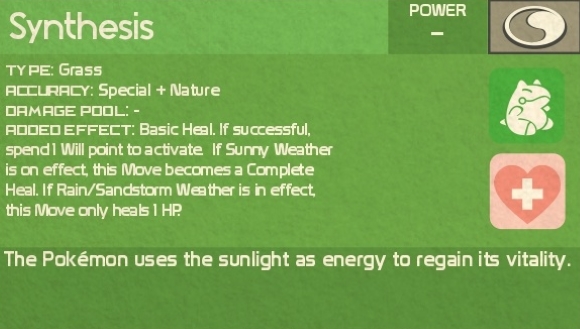 Synthesis
POWER
–
TYPE: Grass
ACCURACY: Special + Nature
DAMAGE POOL: -
ADDED EFFECT: Basic Heal. If successful,
spend 1 Will point to activate. If Sunny Weather
is on effect, this Move becomes a Complete
Heal. If Rain/Sandstorm Weather is in effect,
this Move only heals 1 HP.
The Pokémon uses the sunlight as energy to regain its vitality.